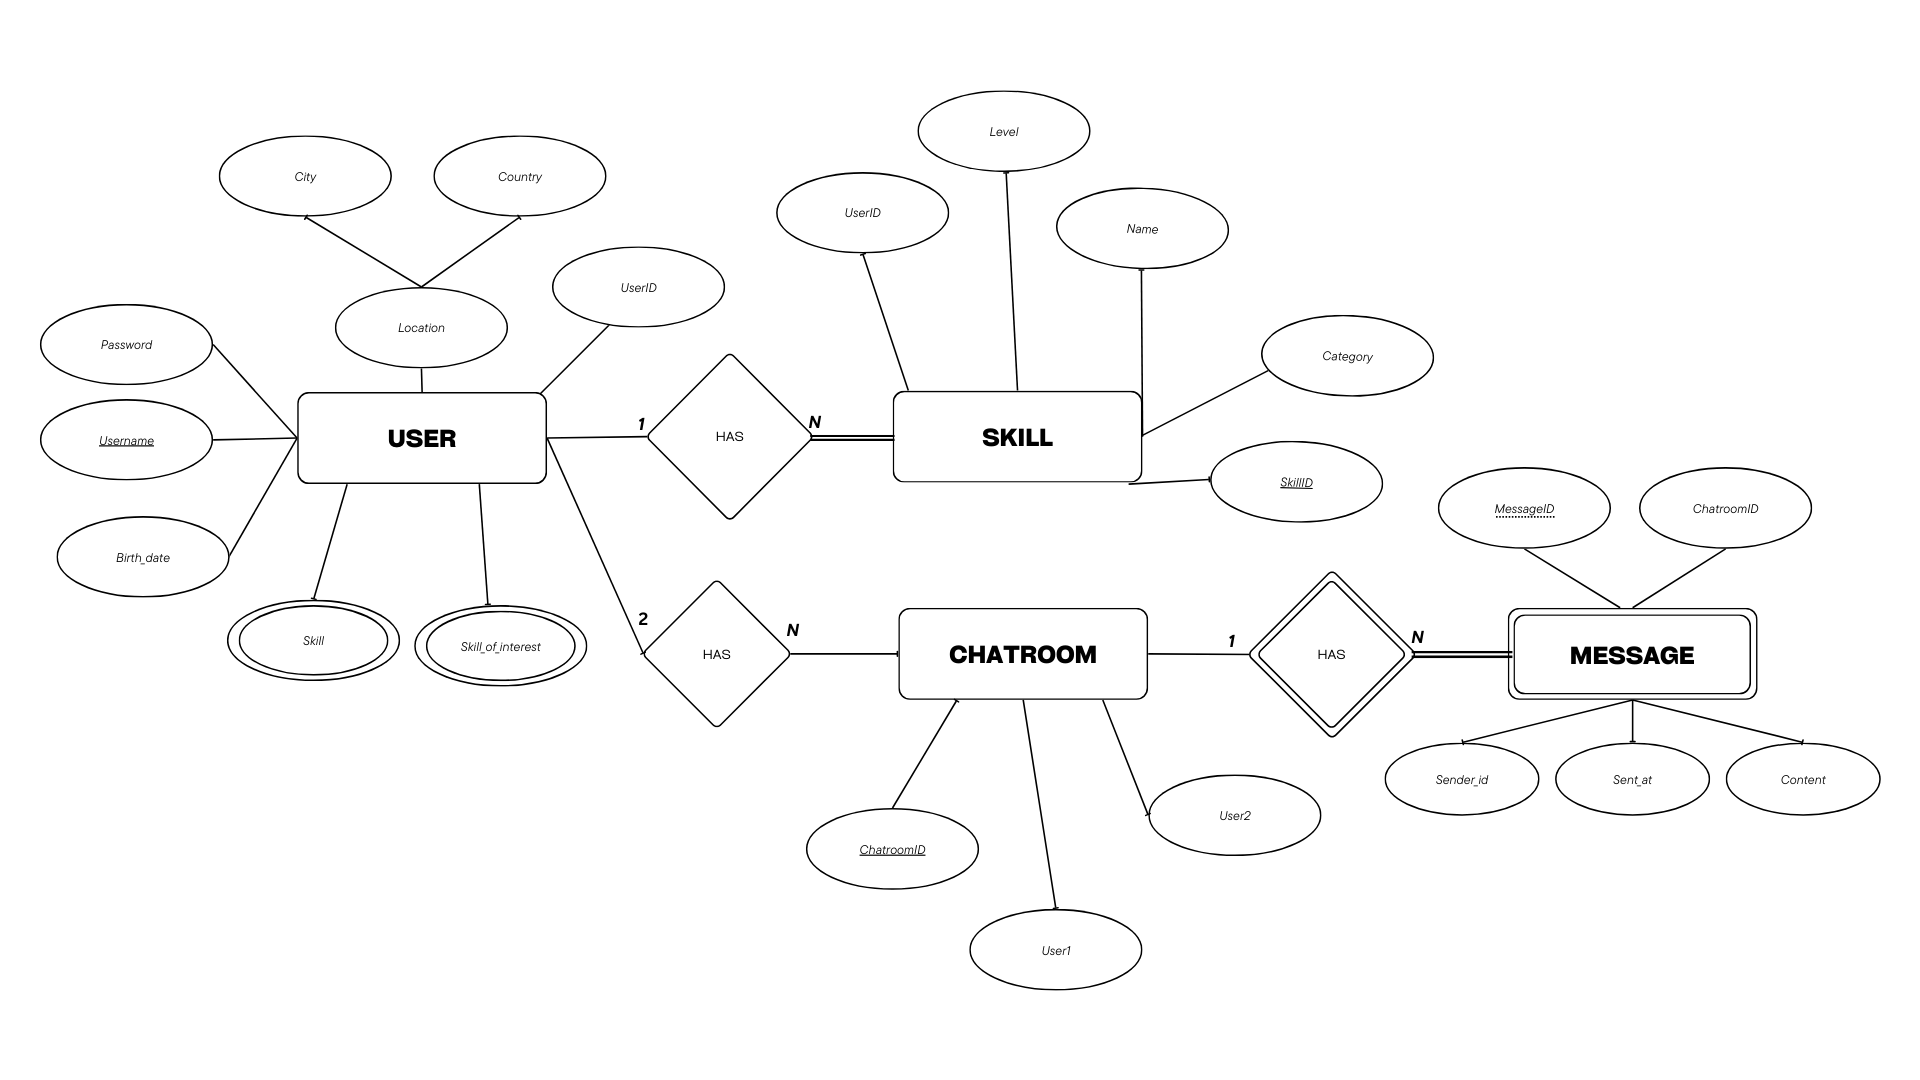 Level
City
Country
UserID
Name
UserID
Location
Password
Category
1
N
USER
HAS
SKILL
Username
SkillID
MessageID
ChatroomID
Birth_date
2
N
1
N
Skill
Skill_of_interest
HAS
CHATROOM
HAS
MESSAGE
Sender_id
Sent_at
Content
User2
ChatroomID
User1